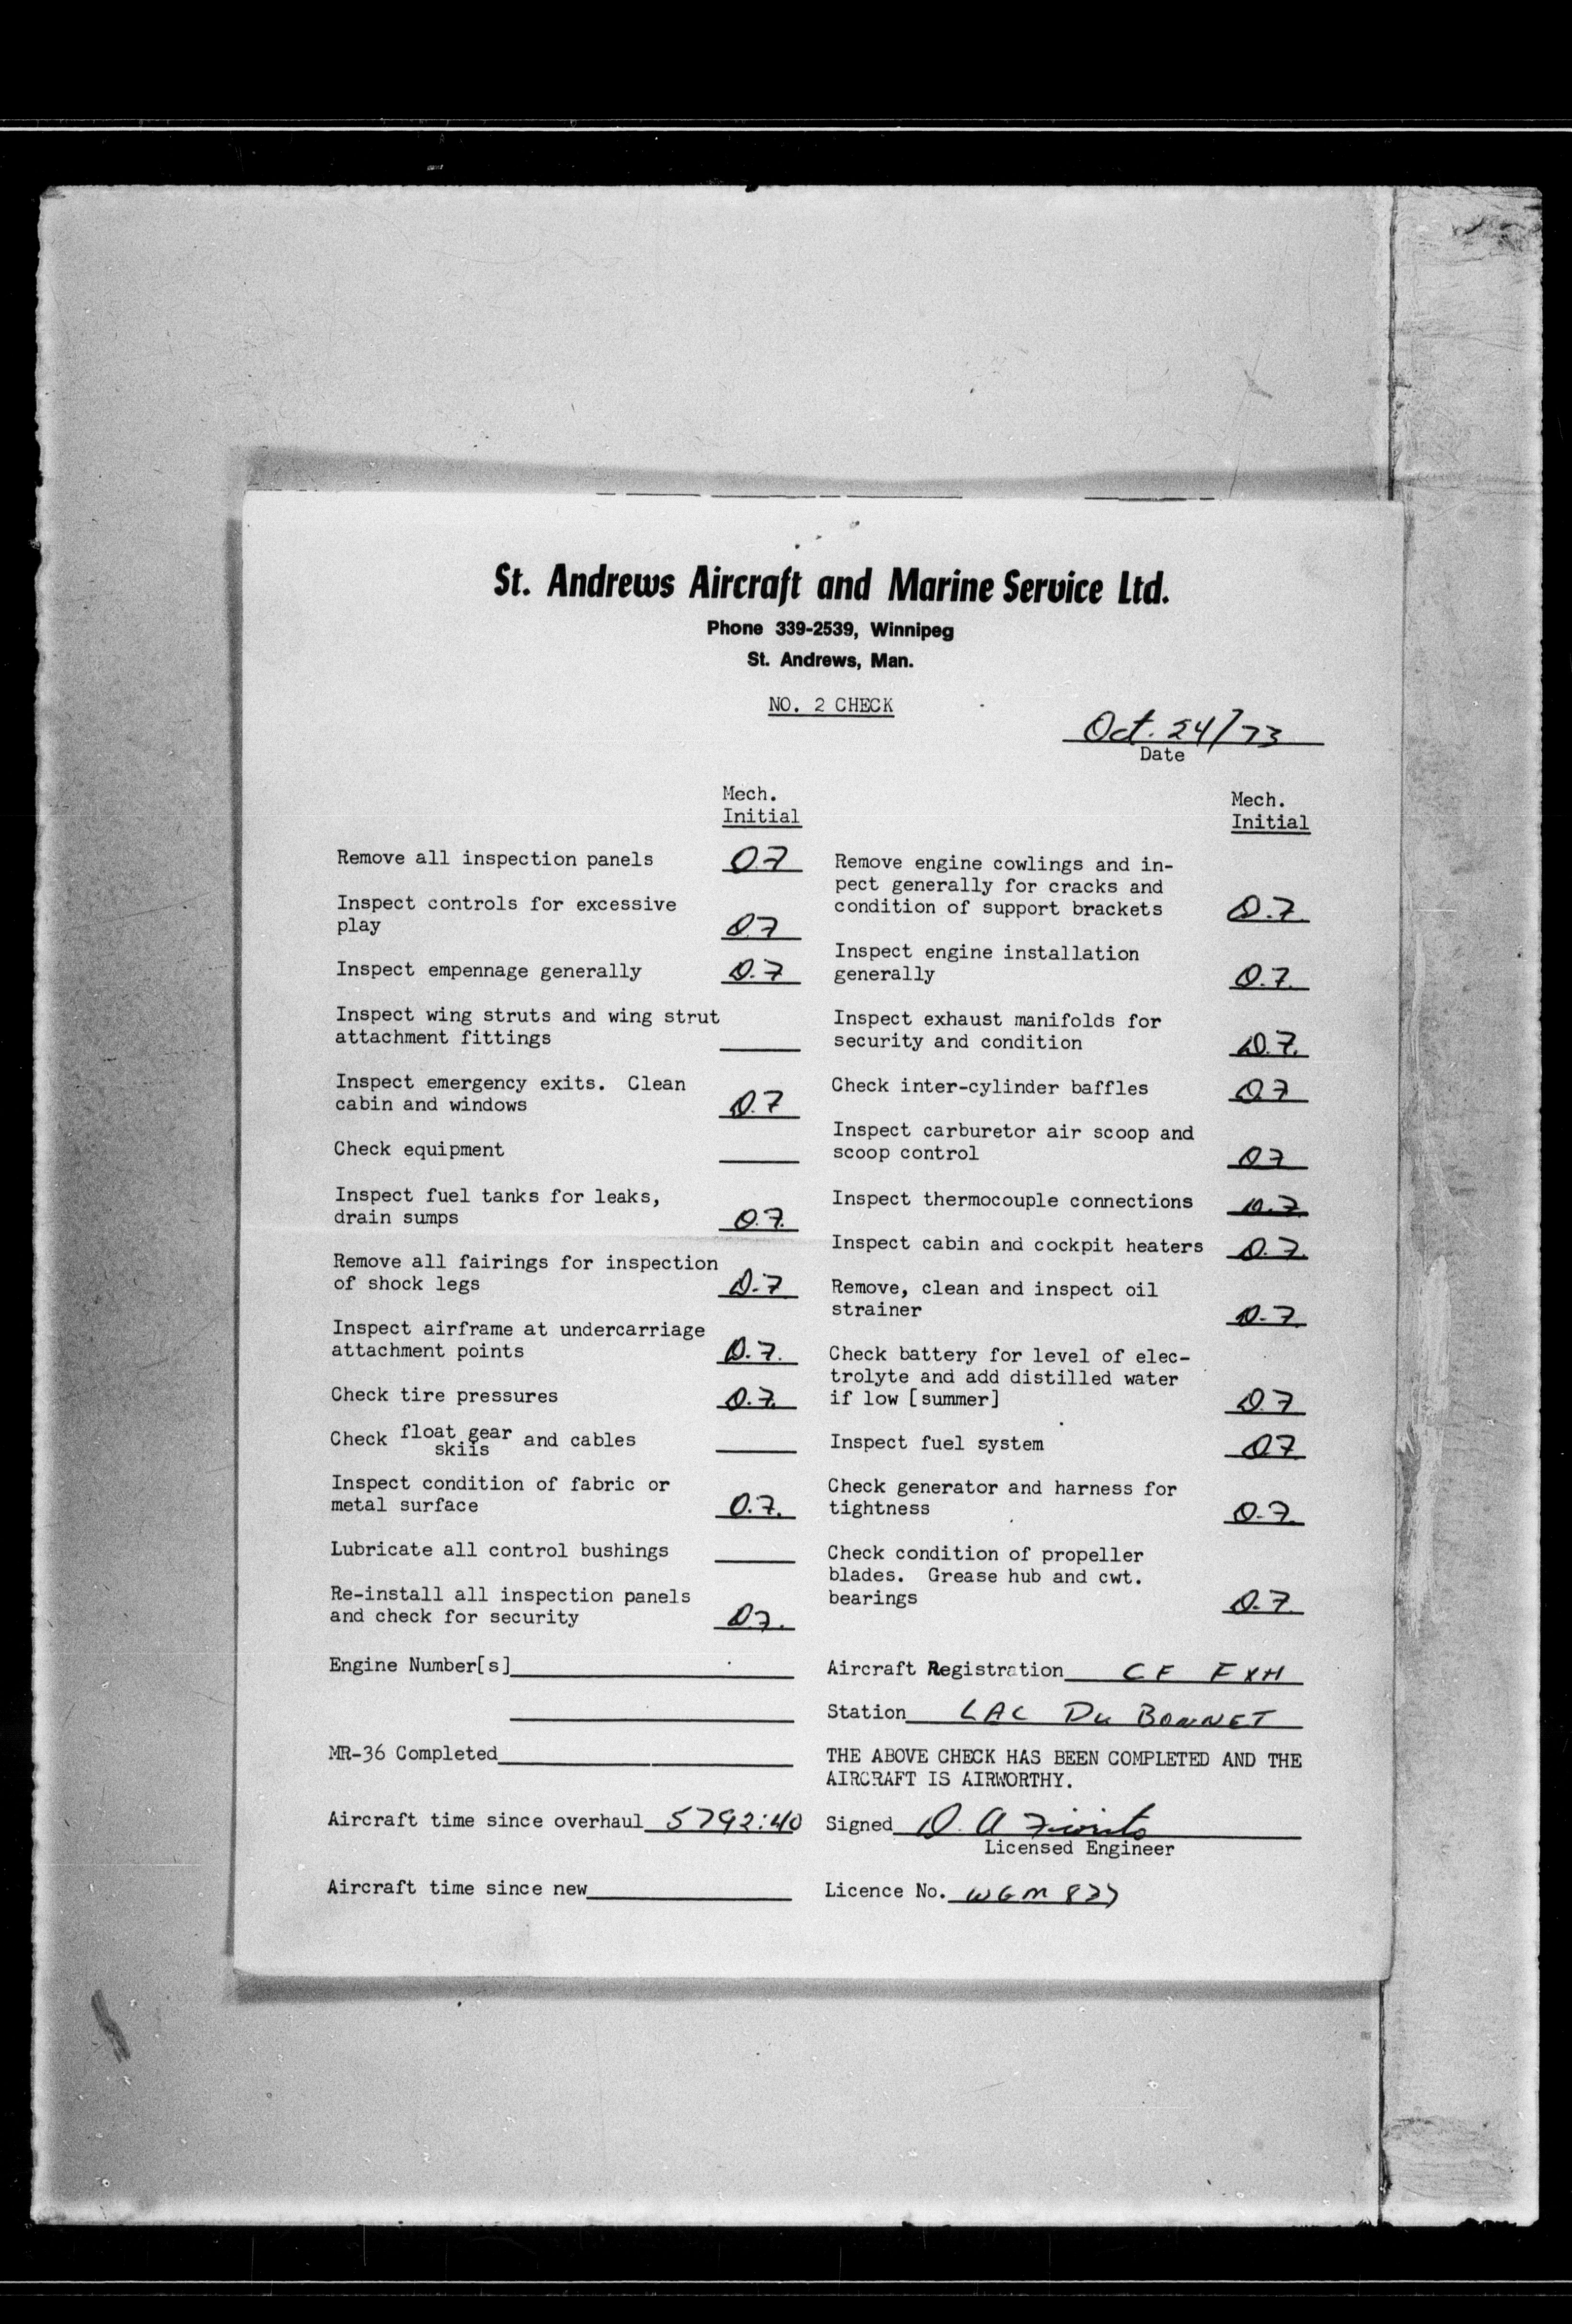 St. Andrews Aircraft and Marine Service Ltd.
Phone 339-2539, Winnipeg
St. Andrews, Man.
NO. 2 CHECK
Oct. 24/73
Date
Mech.
Initial
Remove all inspection panels O7
Inspect controls for excessive
play O7
Inspect empennage generally O.7
Inspect wing struts and wing strut
attachment fittings
Inspect emergency exits. Clean
cabin and windows O.7
Check equipment
Inspect fuel tanks for leaks,
drain sumps O.7.
Remove all fairings for inspection
of shock legs O.7
Inspect airframe at undercarriage
attachment points O.7.
Check tire pressures O.7.
Check float gear skiis and cables
Inspect condition of fabric or
metal surface O.7.
Lubricate all control bushings
Re-install all inspection panels
and check for security O7.
Engine Number[s]
MR-36 Completed
Aircraft time since overhaul 5792:40
Aircraft time since new
Mech.
Initial
Remove engine cowlings and in-
pect generally for cracks and
condition of support brackets O.7.
Inspect engine installation
generally O.7.
Inspect exhaust manifolds for
security and condition O.7.
Check inter-cylinder baffles O7
Inspect carburetor air scoop and
scoop control O7
Inspect thermocouple connections O.7.
Inspect cabin and cockpit heaters O.7.
Remove, clean and inspect oil
strainer O.7.
Check battery for level of elec-
trolyte and add distilled water
if low [summer] O.7
Inspect fuel system O7.
Check generator and harness for
tightness O.7.
Check condition of propeller
blades. Grease hub and cwt.
bearings O.7.
Aircraft Registration CF FXH
Station LAC Du BONNET
THE ABOVE CHECK HAS BEEN COMPLETED AND THE
AIRCRAFT IS AIRWORTHY.
Signed O. A
Licensed Engineer
Licence No. WGM